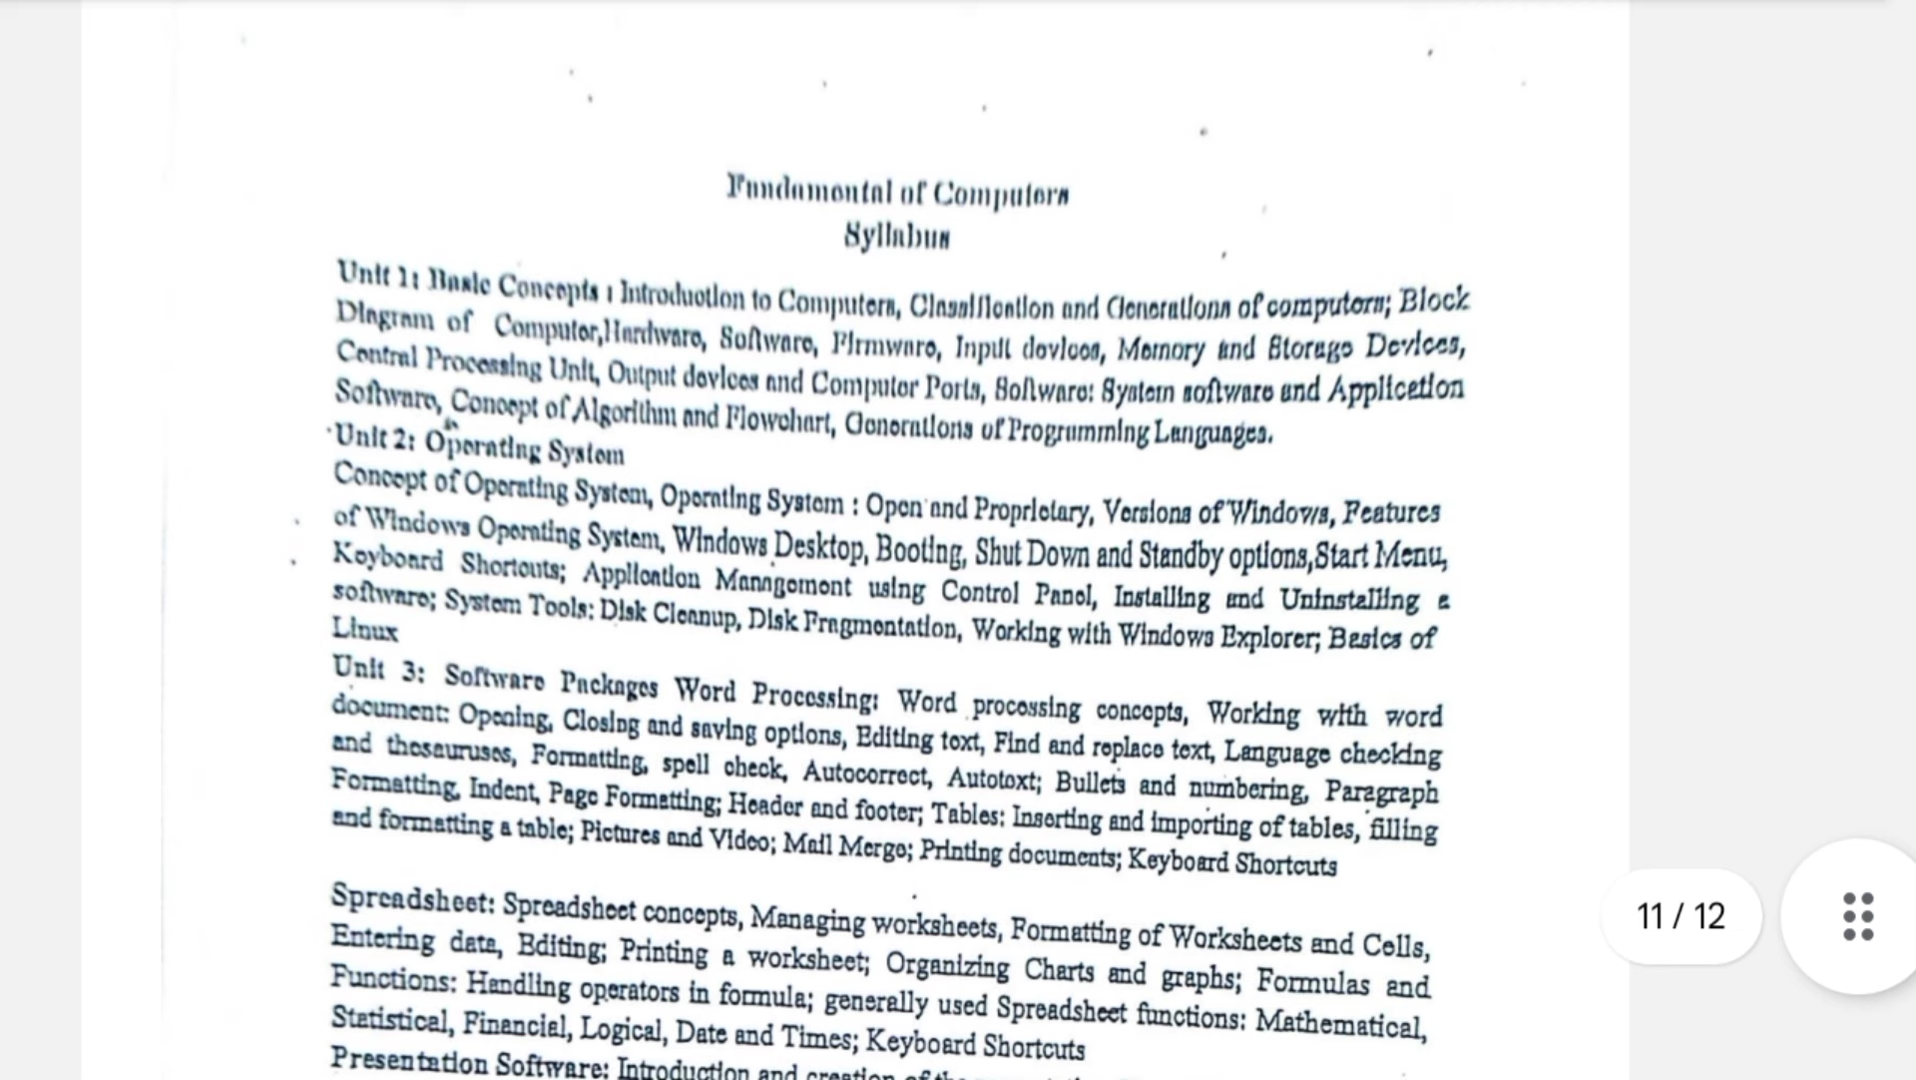 Fundamental of Computers
Syllabus
Unit 1: Basic Concepts : Introduction to Computers, Classification and Generations of computers; Block
Diagram of Computer,Hardware, Software, Firmware, Input devices, Memory and Storage Devices,
Central Processing Unit, Output devices and Computer Ports, Software: System software and Application
Software, Concept of Algorithm and Flowchart, Generations of Programming Languages.
Unit 2: Operating System
Concept of Operating System, Operating System : Open and Proprietary, Versions of Windows, Features
of Windows Operating System, Windows Desktop, Booting, Shut Down and Standby options,Start Menu,
Keyboard Shortcuts; Application Management using Control Panel, Installing and Uninstalling a
software; System Tools: Disk Cleanup, Disk Fragmentation, Working with Windows Explorer; Basics of
Linux
Unit 3: Software Packages Word Processing: Word processing concepts, Working with word
document: Opening, Closing and saving options, Editing text, Find and replace text, Language checking
and thesauruses, Formatting, spell check, Autocorrect, Autotext; Bullets and numbering, Paragraph
Formatting, Indent, Page Formatting; Header and footer; Tables: Inserting and importing of tables, filling
and formatting a table; Pictures and Video; Mail Merge; Printing documents; Keyboard Shortcuts
Spreadsheet: Spreadsheet concepts, Managing worksheets, Formatting of Worksheets and Cells,
Entering data, Editing; Printing a worksheet; Organizing Charts and graphs; Formulas and
Functions: Handling operators in formula; generally used Spreadsheet functions: Mathematical,
Statistical, Financial, Logical, Date and Times; Keyboard Shortcuts
Presentation Software: Introduction and creation of the
11 / 12